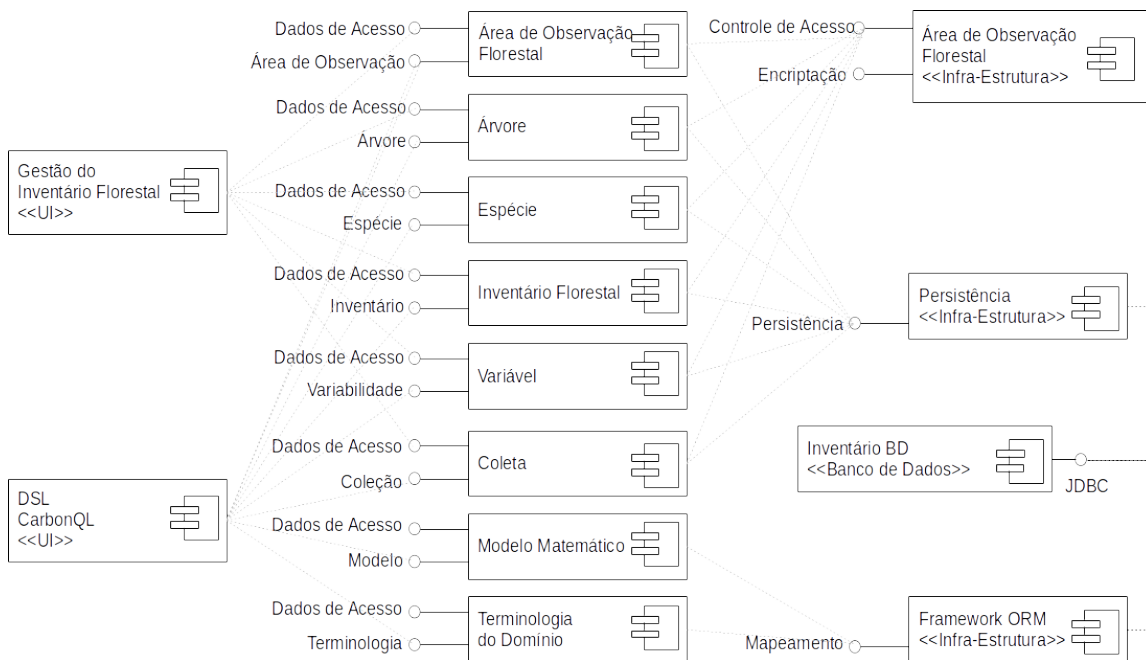 Dados de Acesso
Área de Observação
Área de Observação
Florestal
Controle de Acesso
Encriptação
Área de Observação
Florestal
<<Infra-Estrutura>>
Dados de Acesso
Árvore
Árvore
Gestão do
Inventário Florestal
<<UI>>
Dados de Acesso
Espécie
Espécie
Dados de Acesso
Inventário
Inventário Florestal
Persistência
Persistência
<<Infra-Estrutura>>
Dados de Acesso
Variabilidade
Variável
Dados de Acesso
Coleção
Coleta
Inventário BD
<<Banco de Dados>>
JDBC
DSL
CarbonQL
<<UI>>
Dados de Acesso
Modelo
Modelo Matemático
Dados de Acesso
Terminologia
Terminologia
do Domínio
Mapeamento
Framework ORM
<<Infra-Estrutura>>